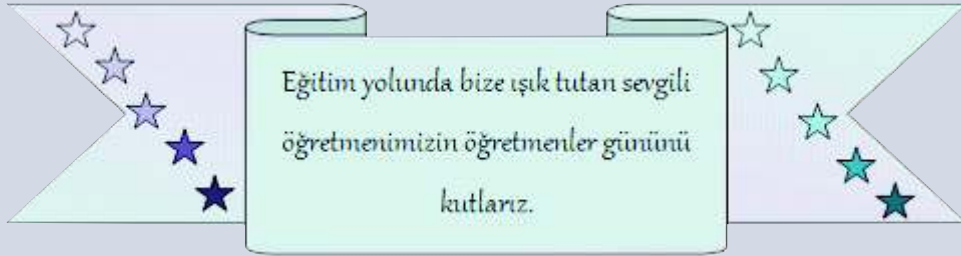 Eğitim yolunda bize ışık tutan sevgili
öğretmenimizin öğretmenler gününü
kutlarız.